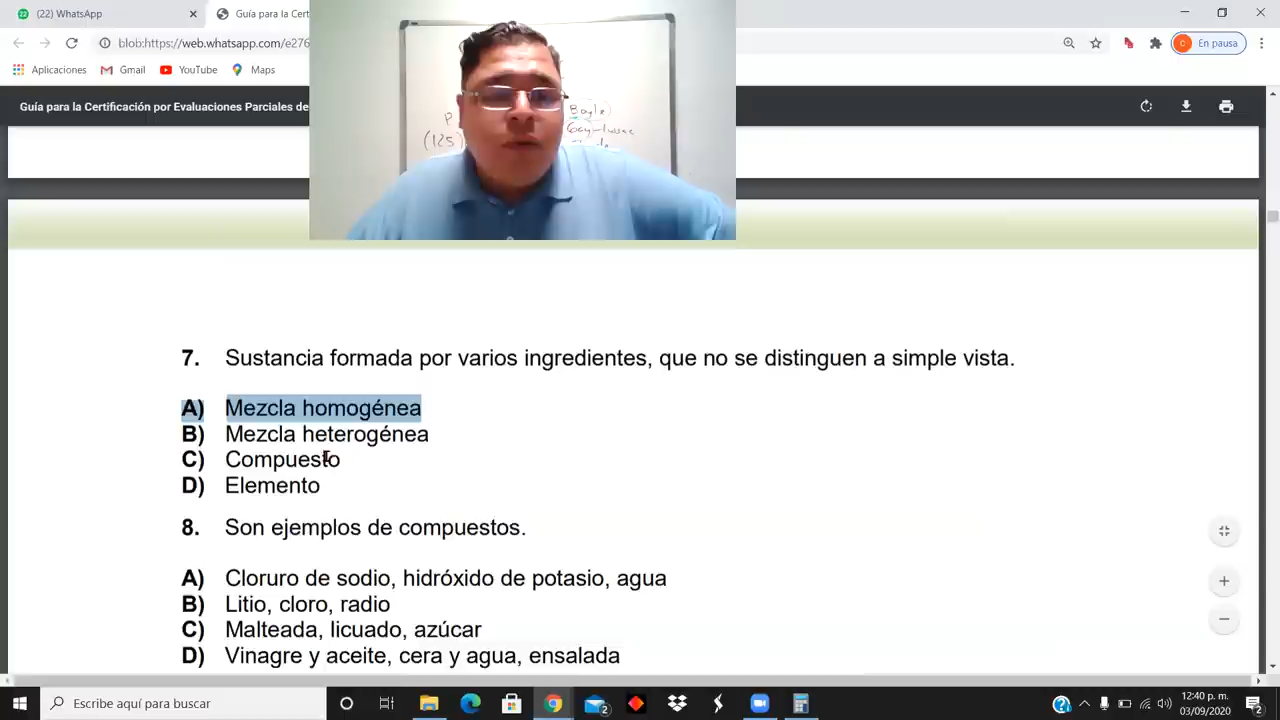 (22) WhatsApp
Guía para la Cert
blob:https://web.whatsapp.com/e276
En pausa
Aplicaciones
Gmail
YouTube
Maps
Guía para la Certificación por Evaluaciones Parciales de
P
(125)
Boyle
Gay-Lussac
7. Sustancia formada por varios ingredientes, que no se distinguen a simple vista.
A) Mezcla homogénea
B) Mezcla heterogénea
C) Compuesto
D) Elemento
8. Son ejemplos de compuestos.
A) Cloruro de sodio, hidróxido de potasio, agua
B) Litio, cloro, radio
C) Malteada, licuado, azúcar
D) Vinagre y aceite, cera y agua, ensalada
Escribe aquí para buscar
12:40 p. m.
03/09/2020